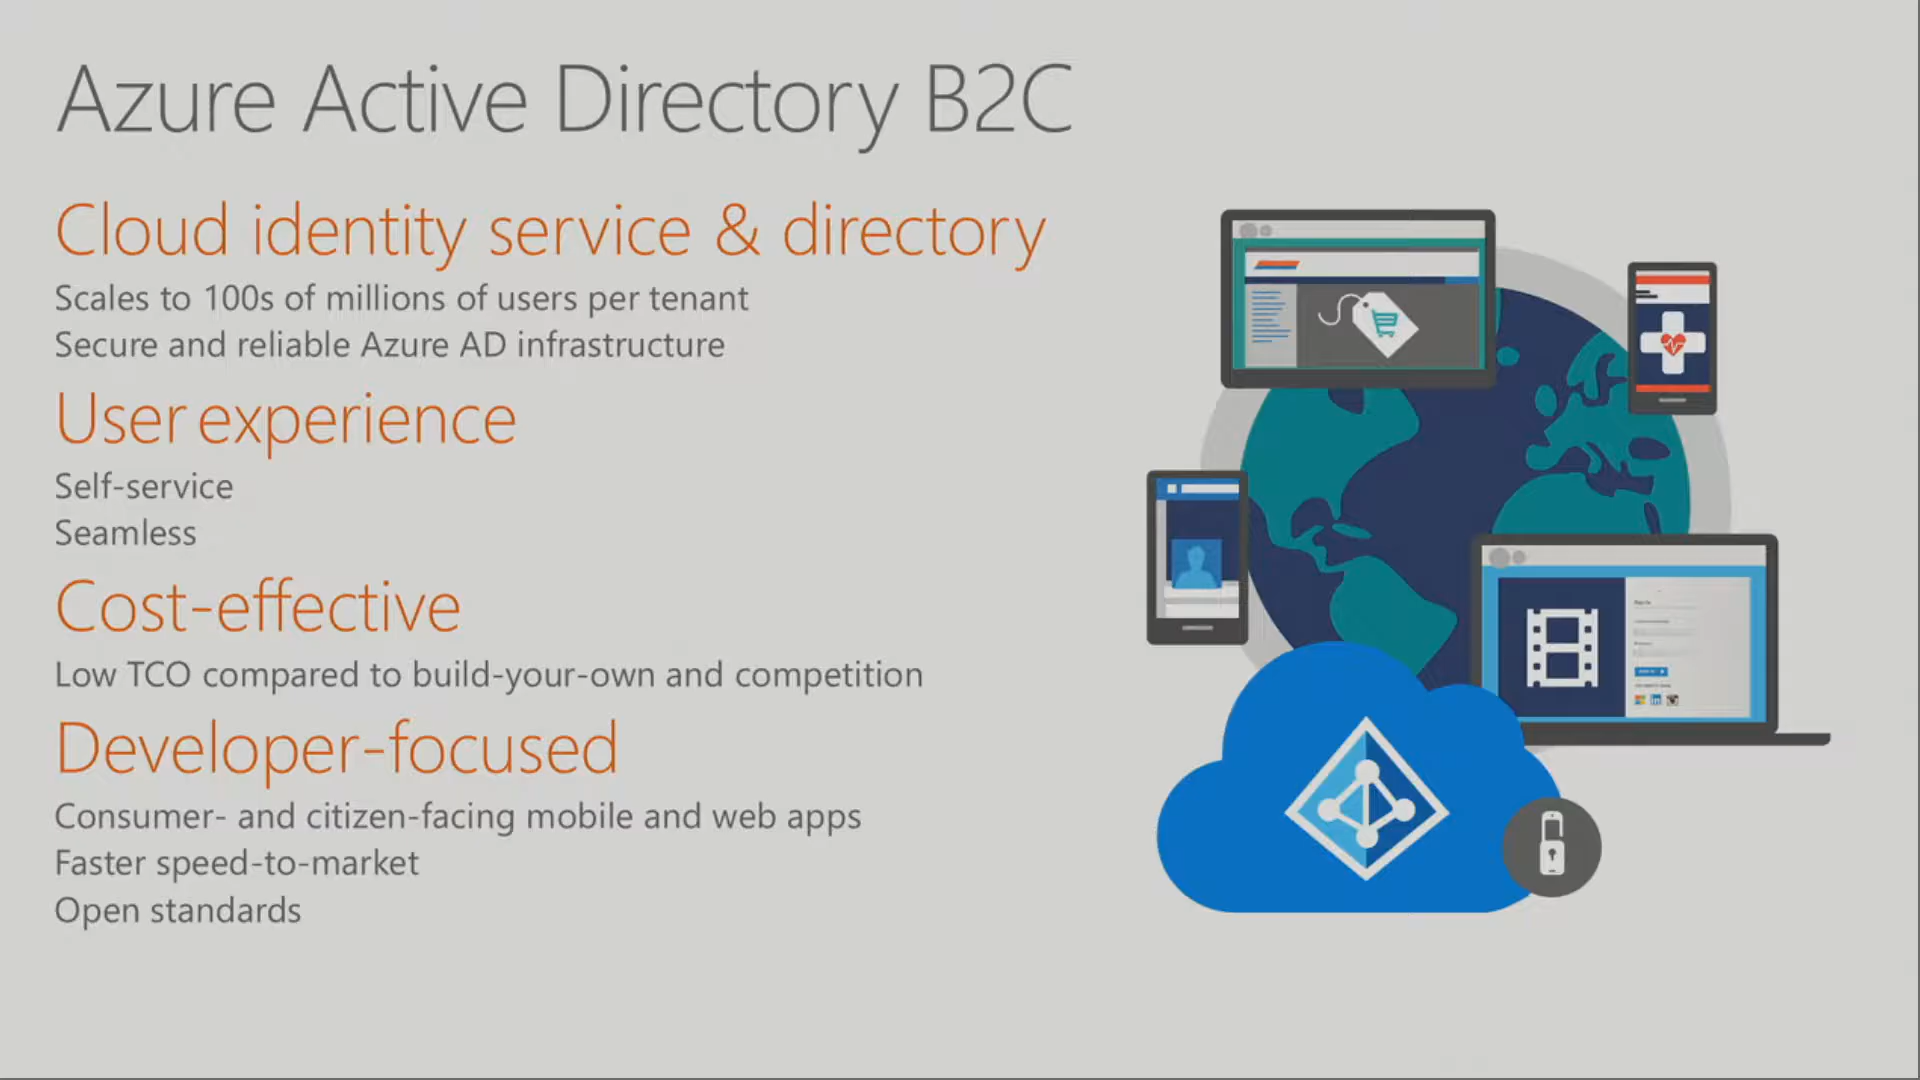 Azure Active Directory B2C
Cloud identity service & directory
Scales to 100s of millions of users per tenant
Secure and reliable Azure AD infrastructure
User experience
Self-service
Seamless
Cost-effective
Low TCO compared to build-your-own and competition
Developer-focused
Consumer- and citizen-facing mobile and web apps
Faster speed-to-market
Open standards